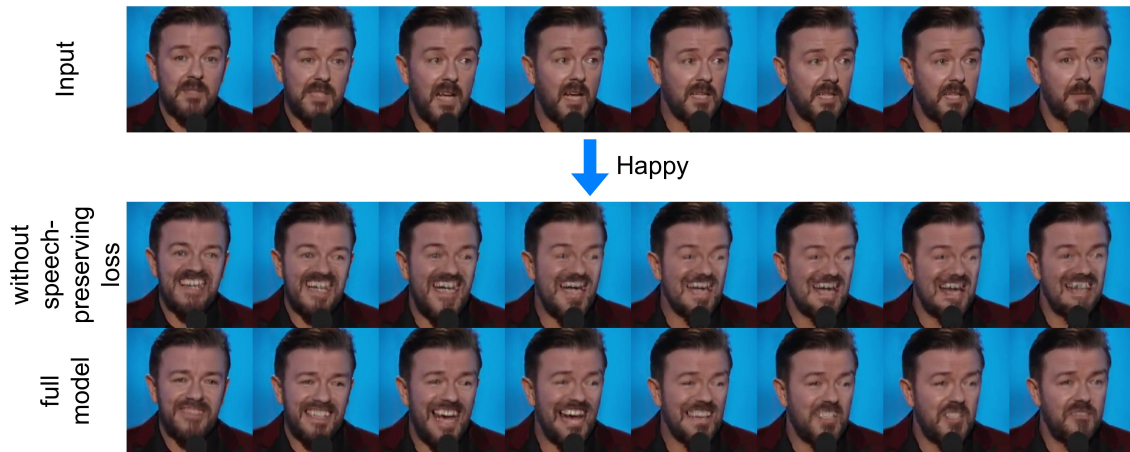 Input
Happy
without
speech-
preserving
loss
full
model